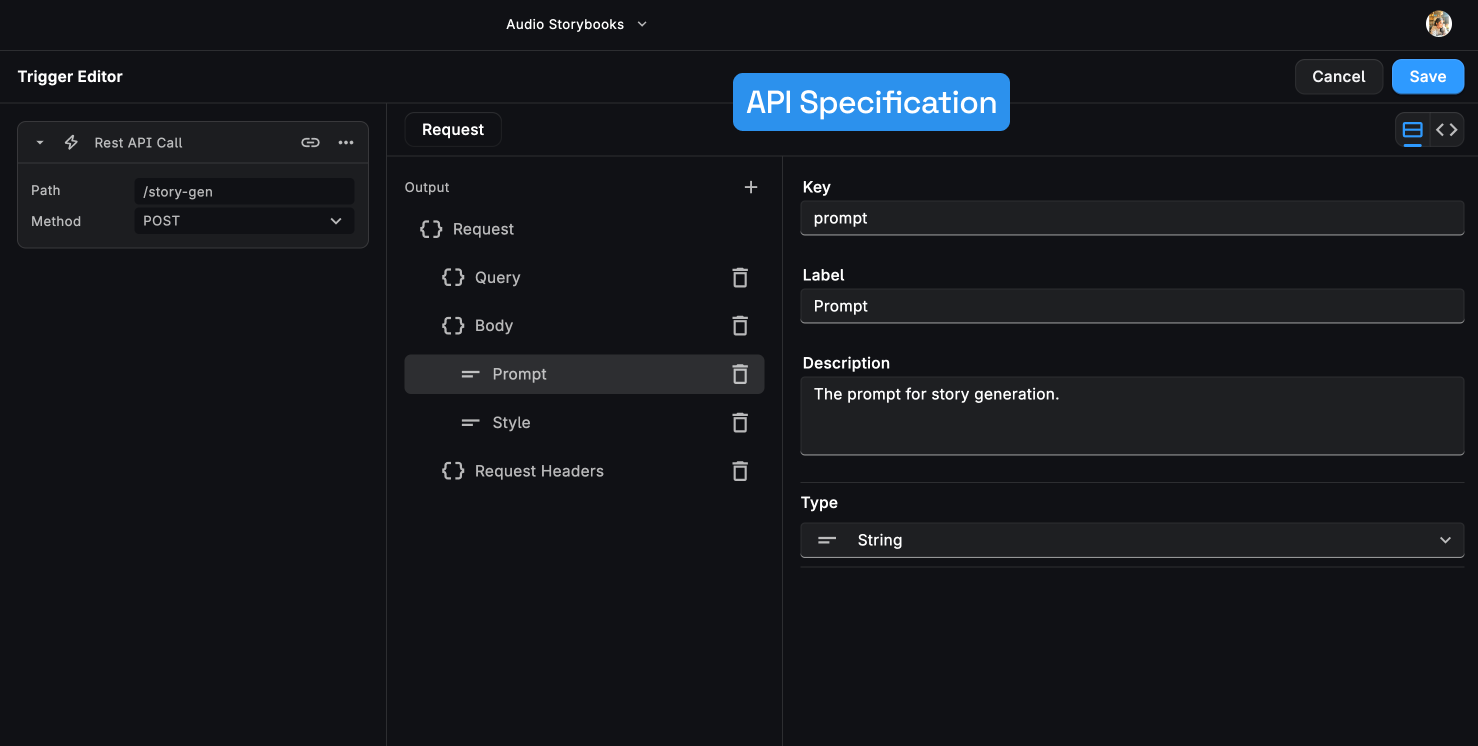 Audio Storybooks
Trigger Editor
Cancel
Save
API Specification
Rest API Call
Path
/story-gen
Method
POST
Request
Output
Request
Query
Body
Prompt
Style
Request Headers
Key
prompt
Label
Prompt
Description
The prompt for story generation.
Type
String